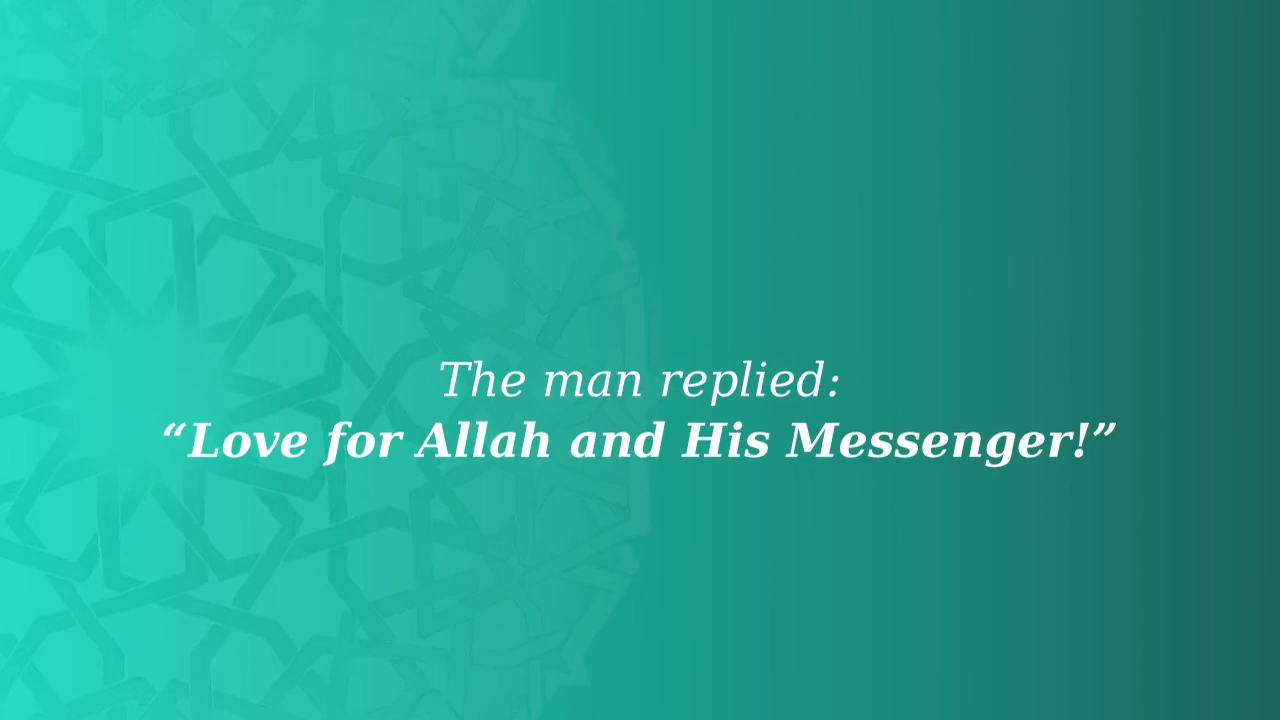 The man replied:
“Love for Allah and His Messenger!”